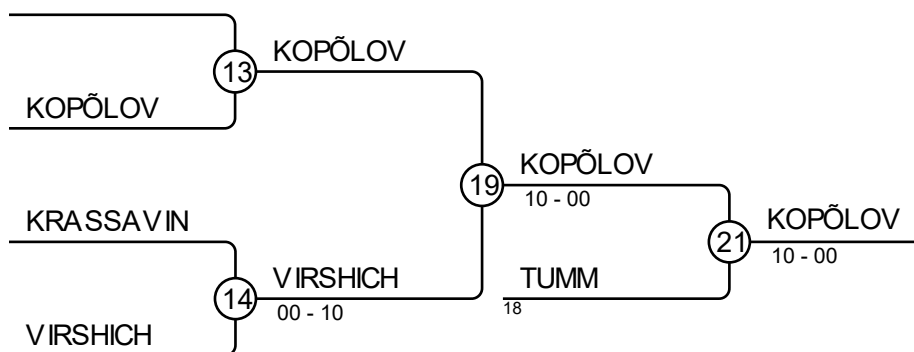 KOPÕLOV
13
KOPÕLOV
KOPÕLOV
19
10 - 00
KRASSAVIN
KOPÕLOV
21
10 - 00
14
VIRSHICH
00 - 10
TUMM
18
VIRSHICH